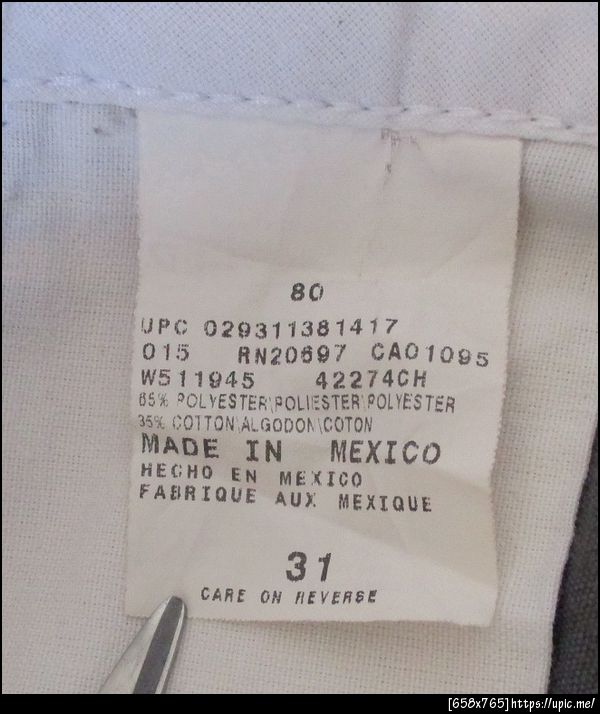 80
UPC 029311381417
015 RN20697 CA01095
W511945 42274CH
65% POLYESTER\POLIESTER\POLYESTER
35% COTTON\ALGODON\COTON
MADE IN MEXICO
HECHO EN MEXICO
FABRIQUE AUX MEXIQUE
31
CARE ON REVERSE
[658x765]https://upic.me/